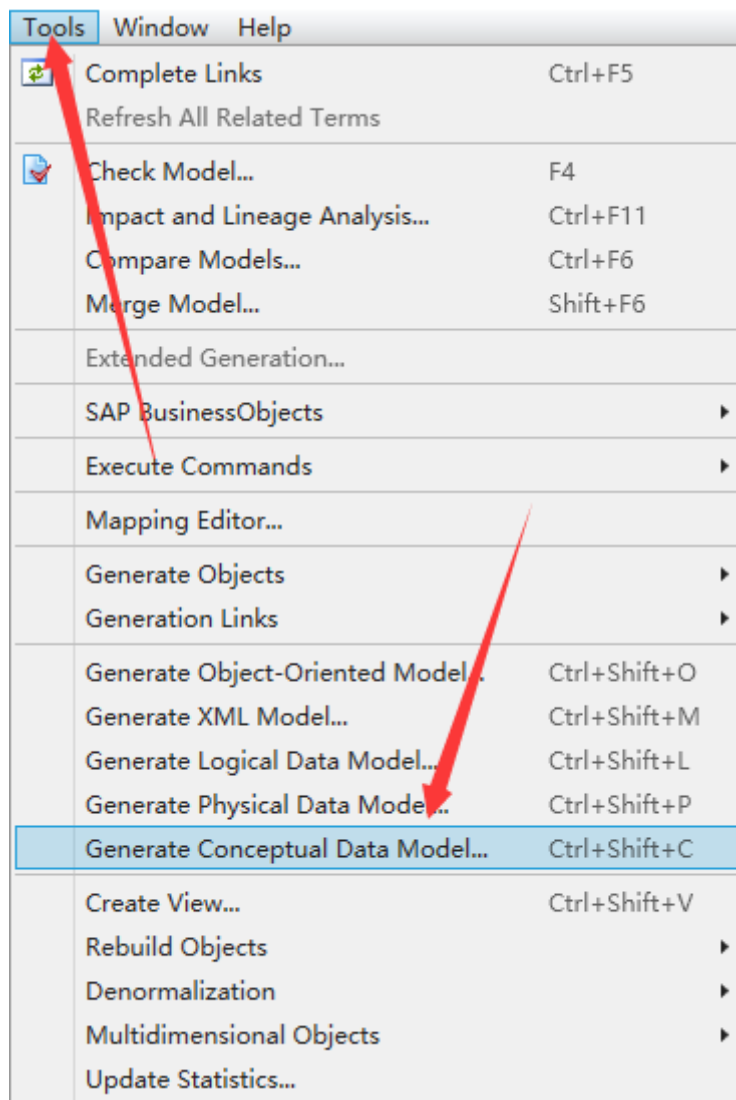 Tools Window Help
Complete Links Ctrl+F5
Refresh All Related Terms
Check Model... F4
Impact and Lineage Analysis... Ctrl+F11
Compare Models... Ctrl+F6
Merge Model... Shift+F6
Extended Generation...
SAP BusinessObjects
Execute Commands
Mapping Editor...
Generate Objects
Generation Links
Generate Object-Oriented Model... Ctrl+Shift+O
Generate XML Model... Ctrl+Shift+M
Generate Logical Data Model... Ctrl+Shift+L
Generate Physical Data Model... Ctrl+Shift+P
Generate Conceptual Data Model... Ctrl+Shift+C
Create View... Ctrl+Shift+V
Rebuild Objects
Denormalization
Multidimensional Objects
Update Statistics...